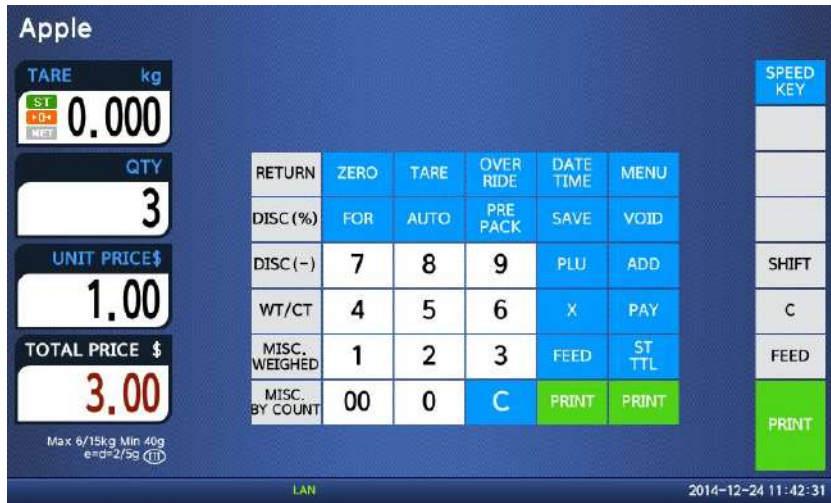 Apple
TARE kg
ST
→0←
NET
0.000
QTY
3
UNIT PRICE$
1.00
TOTAL PRICE $
3.00
Max 6/15kg Min 40g
e=d=2/5g III
RETURN ZERO TARE OVER RIDE DATE TIME MENU
DISC(%) FOR AUTO PRE PACK SAVE VOID
DISC(-) 7 8 9 PLU ADD
WT/CT 4 5 6 X PAY
MISC. WEIGHED 1 2 3 FEED ST TTL
MISC. BY COUNT 00 0 C PRINT PRINT
SPEED KEY
SHIFT
C
FEED
PRINT
LAN
2014-12-24 11:42:31